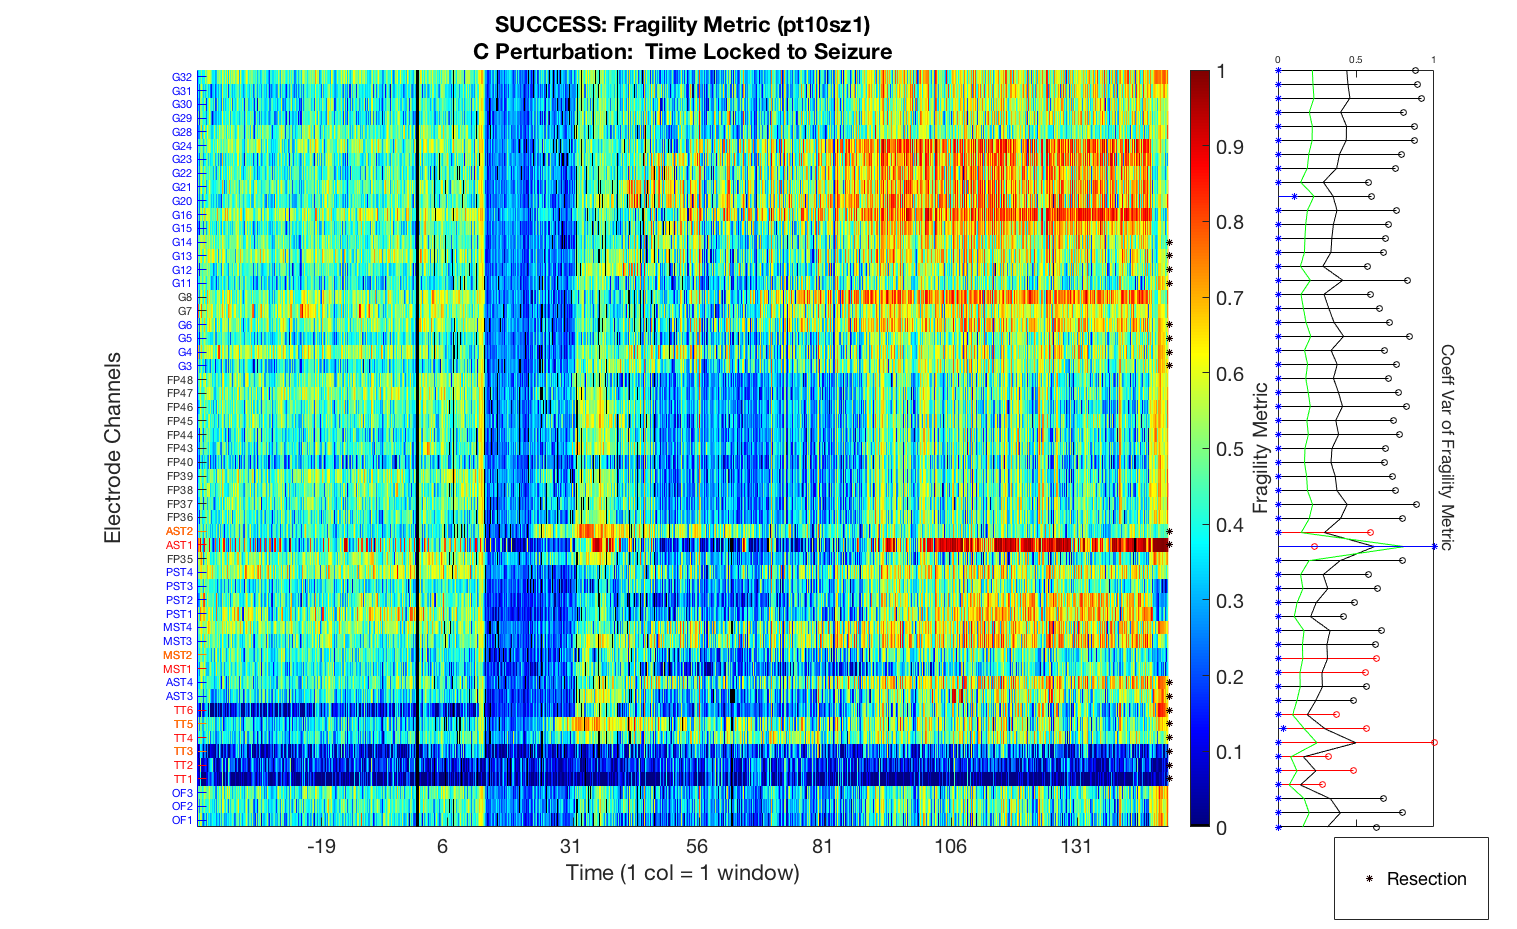 SUCCESS: Fragility Metric (pt10sz1)
C Perturbation:  Time Locked to Seizure
Electrode Channels
G32
G31
G30
G29
G28
G24
G23
G22
G21
G20
G16
G15
G14
G13
G12
G11
G8
G7
G6
G5
G4
G3
FP48
FP47
FP46
FP45
FP44
FP43
FP40
FP39
FP38
FP37
FP36
AST2
AST1
FP35
PST4
PST3
PST2
PST1
MST4
MST3
MST2
MST1
AST4
AST3
TT6
TT5
TT4
TT3
TT2
TT1
OF3
OF2
OF1
-19 6 31 56 81 106 131
Time (1 col = 1 window)
1
0.9
0.8
0.7
0.6
0.5
0.4
0.3
0.2
0.1
0
Fragility Metric
0 0.5 1
Coeff Var of Fragility Metric
* Resection